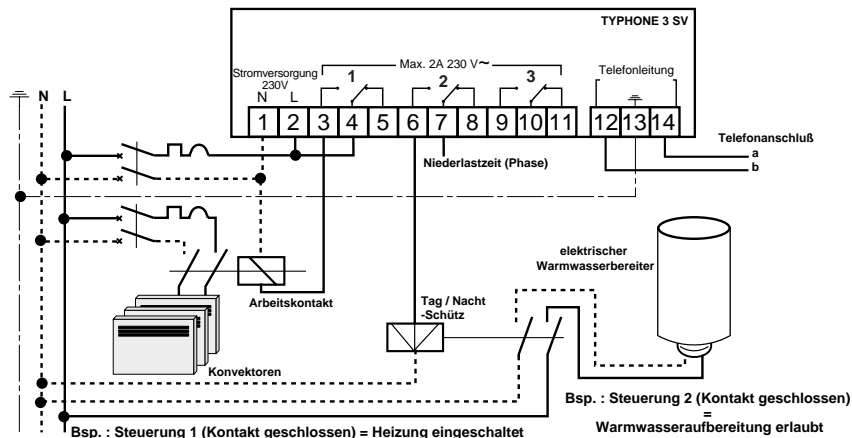 TYPHONE 3 SV
Max. 2A 230 V~
Stromversorgung
230V
N L
1 2 3
Telefonleitung
N L
1 2 3 4 5 6 7 8 9 10 11 12 13 14
Telefonanschluß
a
b
Niederlastzeit (Phase)
elektrischer
Warmwasserbereiter
Arbeitskontakt
Tag / Nacht
-Schütz
Konvektoren
Bsp. : Steuerung 2 (Kontakt geschlossen)
=
Warmwasseraufbereitung erlaubt
Bsp. : Steuerung 1 (Kontakt geschlossen) = Heizung eingeschaltet